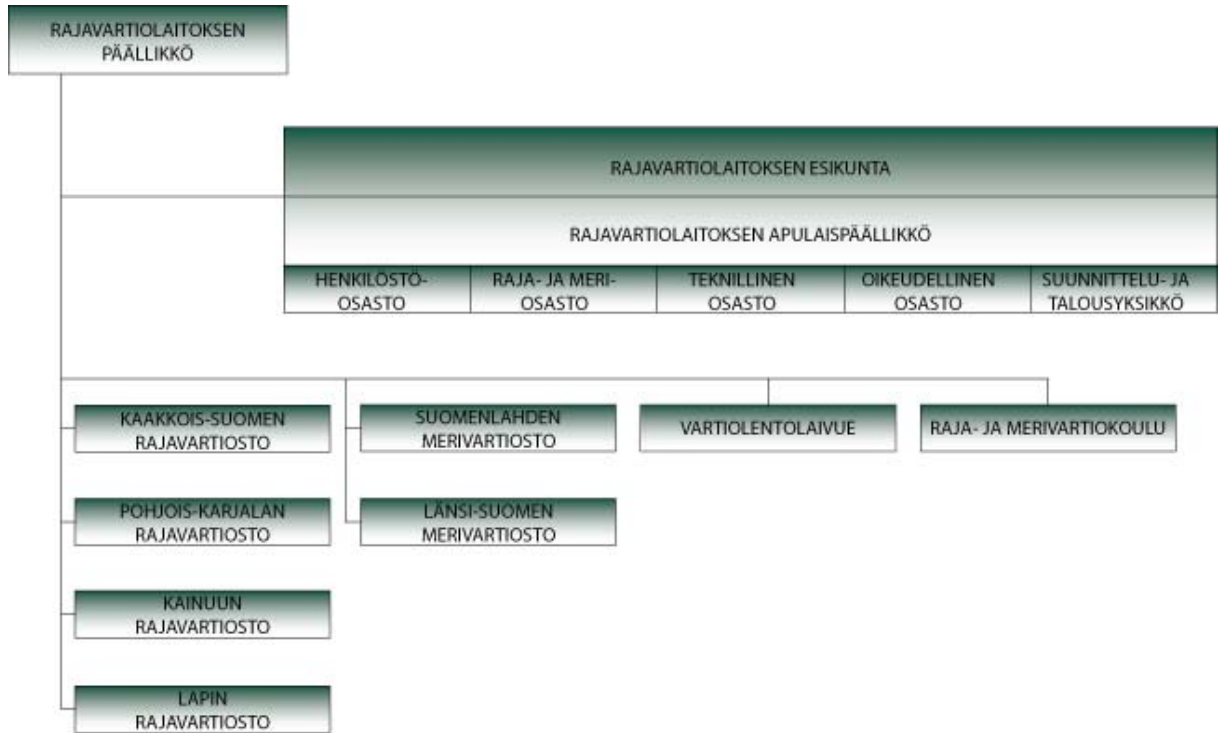 RAJAVARTIOLAITOKSEN
PÄÄLLIKKÖ
RAJAVARTIOLAITOKSEN ESIKUNTA
RAJAVARTIOLAITOKSEN APULAISPÄÄLLIKKÖ
HENKILÖSTÖ-
OSASTO
RAJA- JA MERI-
OSASTO
TEKNILLINEN
OSASTO
OIKEUDELLINEN
OSASTO
SUUNNITTELU- JA
TALOUSYKSIKKÖ
KAAKKOIS-SUOMEN
RAJAVARTIOSTO
SUOMENLAHDEN
MERIVARTIOSTO
VARTIOLENTOLAIVUE
RAJA- JA MERIVARTIOKOULU
POHJOIS-KARJALAN
RAJAVARTIOSTO
LÄNSI-SUOMEN
MERIVARTIOSTO
KAINUUN
RAJAVARTIOSTO
LAPIN
RAJAVARTIOSTO